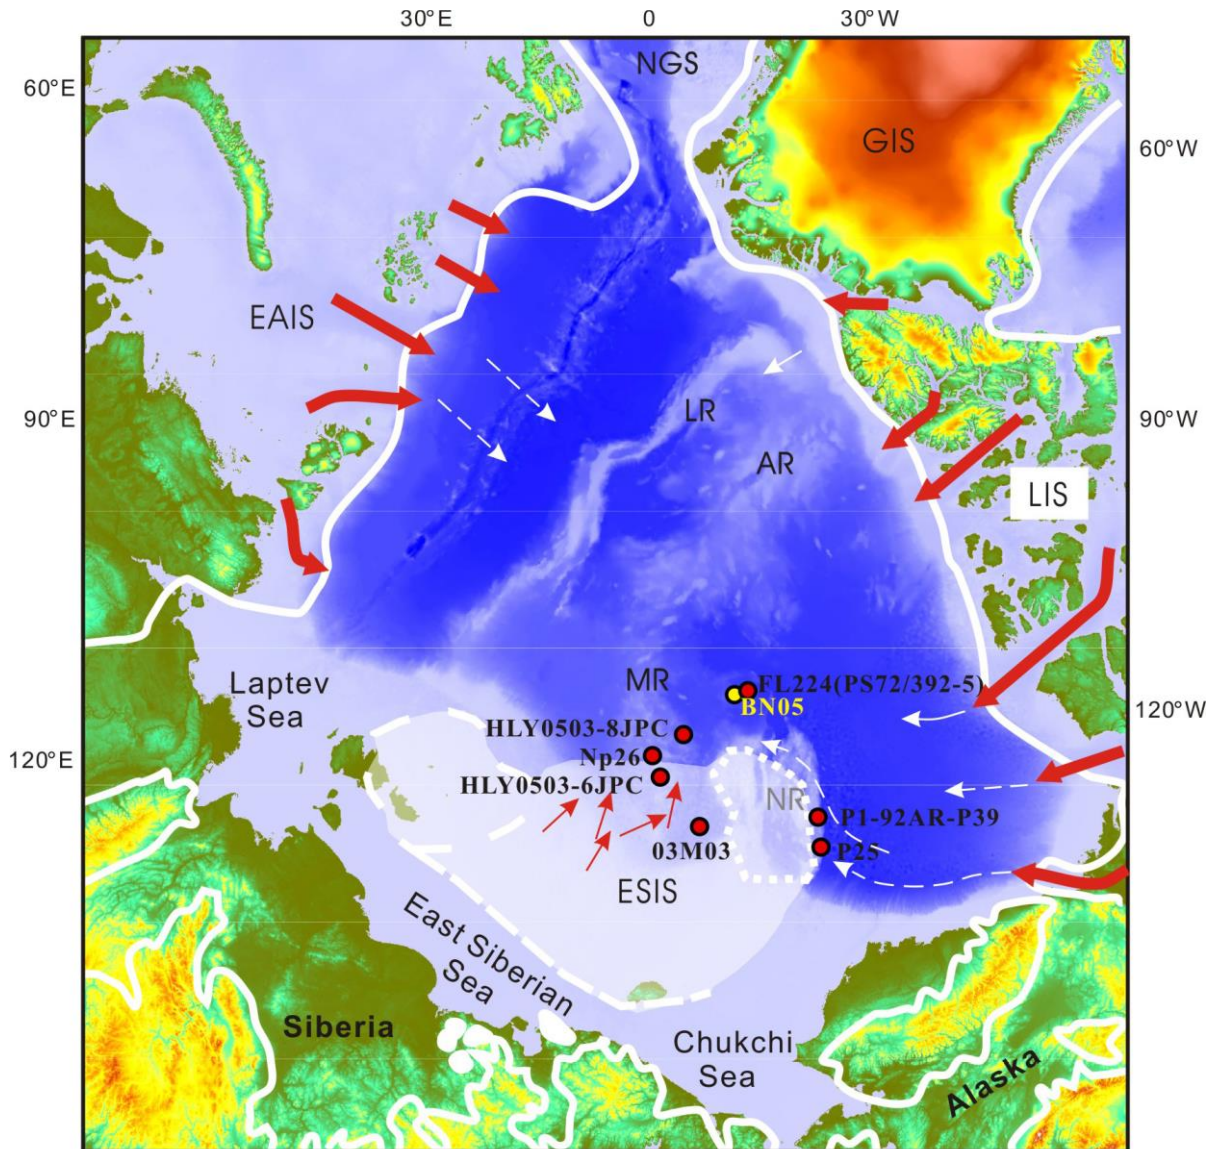 30°E
0
30°W
60°E
NGS
GIS
60°W
EAIS
90°E
LR
AR
90°W
LIS
Laptev
Sea
MR
FL224(PS72/392-5)
BN05
120°W
HLY0503-8JPC
Np26
120°E
HLY0503-6JPC
NR
P1-92AR-P39
03M03
P25
ESIS
East Siberian
Sea
Siberia
Chukchi
Sea
Alaska